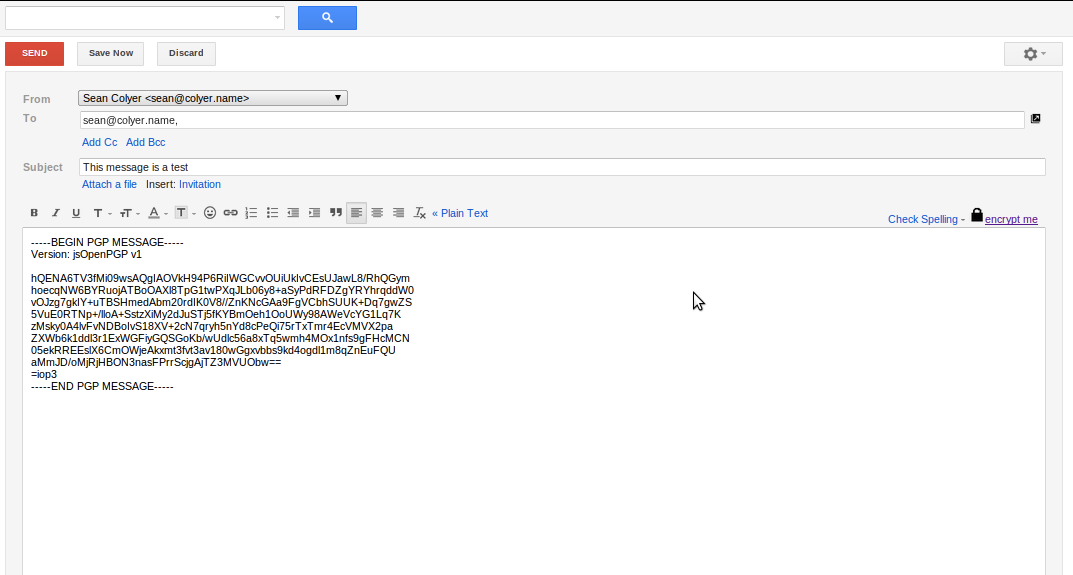 SEND Save Now Discard
From Sean Colyer <sean@colyer.name>
To sean@colyer.name,
Add Cc Add Bcc
Subject This message is a test
Attach a file Insert: Invitation
B I U T - тT - A - T - « Plain Text Check Spelling - encrypt me
-----BEGIN PGP MESSAGE-----
Version: jsOpenPGP v1
hQENA6TV3fMi09wsAQgIAOVkH94P6RilWGCvvOUiUkIvCEsUJawL8/RhQGym
hoecqNW6BYRuojATBoOAXl8TpG1twPXqJLb06y8+aSyPdRFDZgYRYhrqddW0
vOJzg7gkIY+uTBSHmedAbm20rdIK0V8//ZnKNcGAa9FgVCbhSUUK+Dq7gwZS
5VuE0RTNp+/lloA+SstzXiMy2dJuSTj5fKYBmOeh1OoUWy98AWeVcYG1Lq7K
zMsky0A4lvFvNDBoIvS18XV+2cN7qryh5nYd8cPeQi75rTxTmr4EcVMVX2pa
ZXWb6k1ddl3r1ExWGFiyGQSGoKb/wUdlc56a8xTq5wmh4MOx1nfs9gFHcMCN
05ekRREEslX6CmOWjeAkxmt3fvt3av180wGgxvbbs9kd4ogdl1m8qZnEuFQU
aMmJD/oMjRjHBON3nasFPrrScjgAjTZ3MVUObw==
=iop3
-----END PGP MESSAGE-----